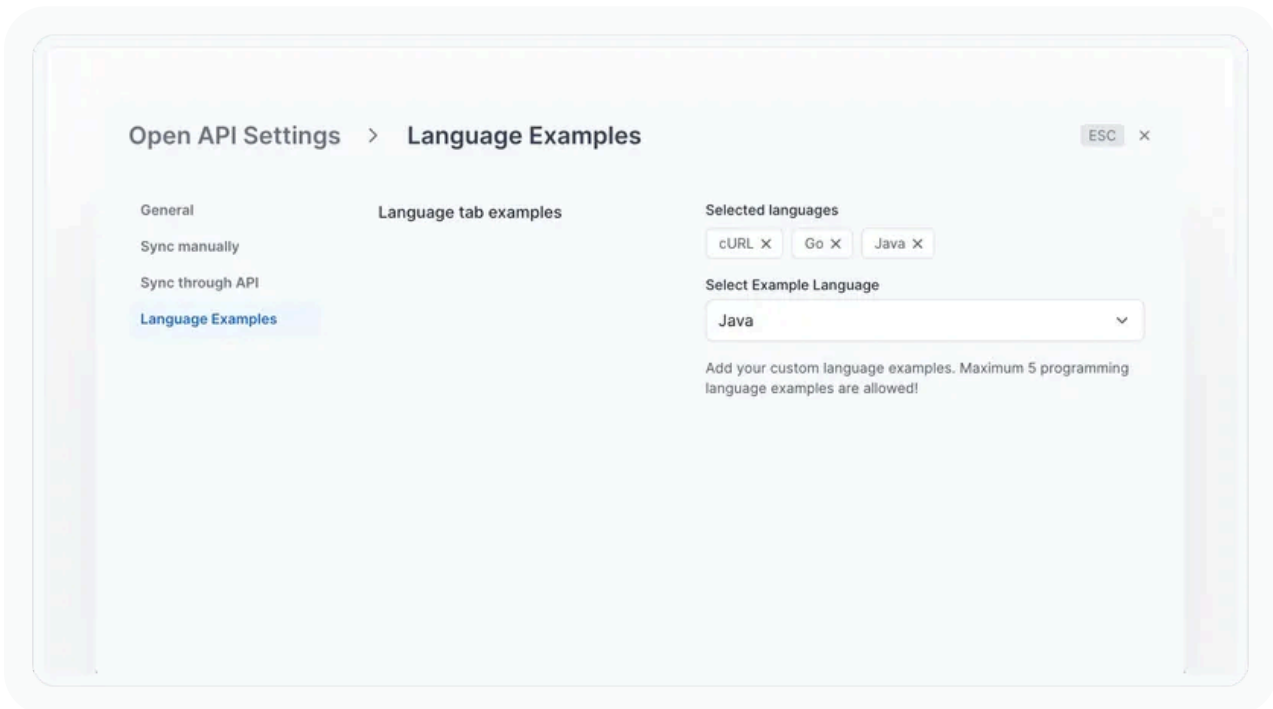 Open API Settings > Language Examples
ESC ×
General
Sync manually
Sync through API
Language Examples
Language tab examples
Selected languages
cURL × Go × Java ×
Select Example Language
Java
Add your custom language examples. Maximum 5 programming
language examples are allowed!